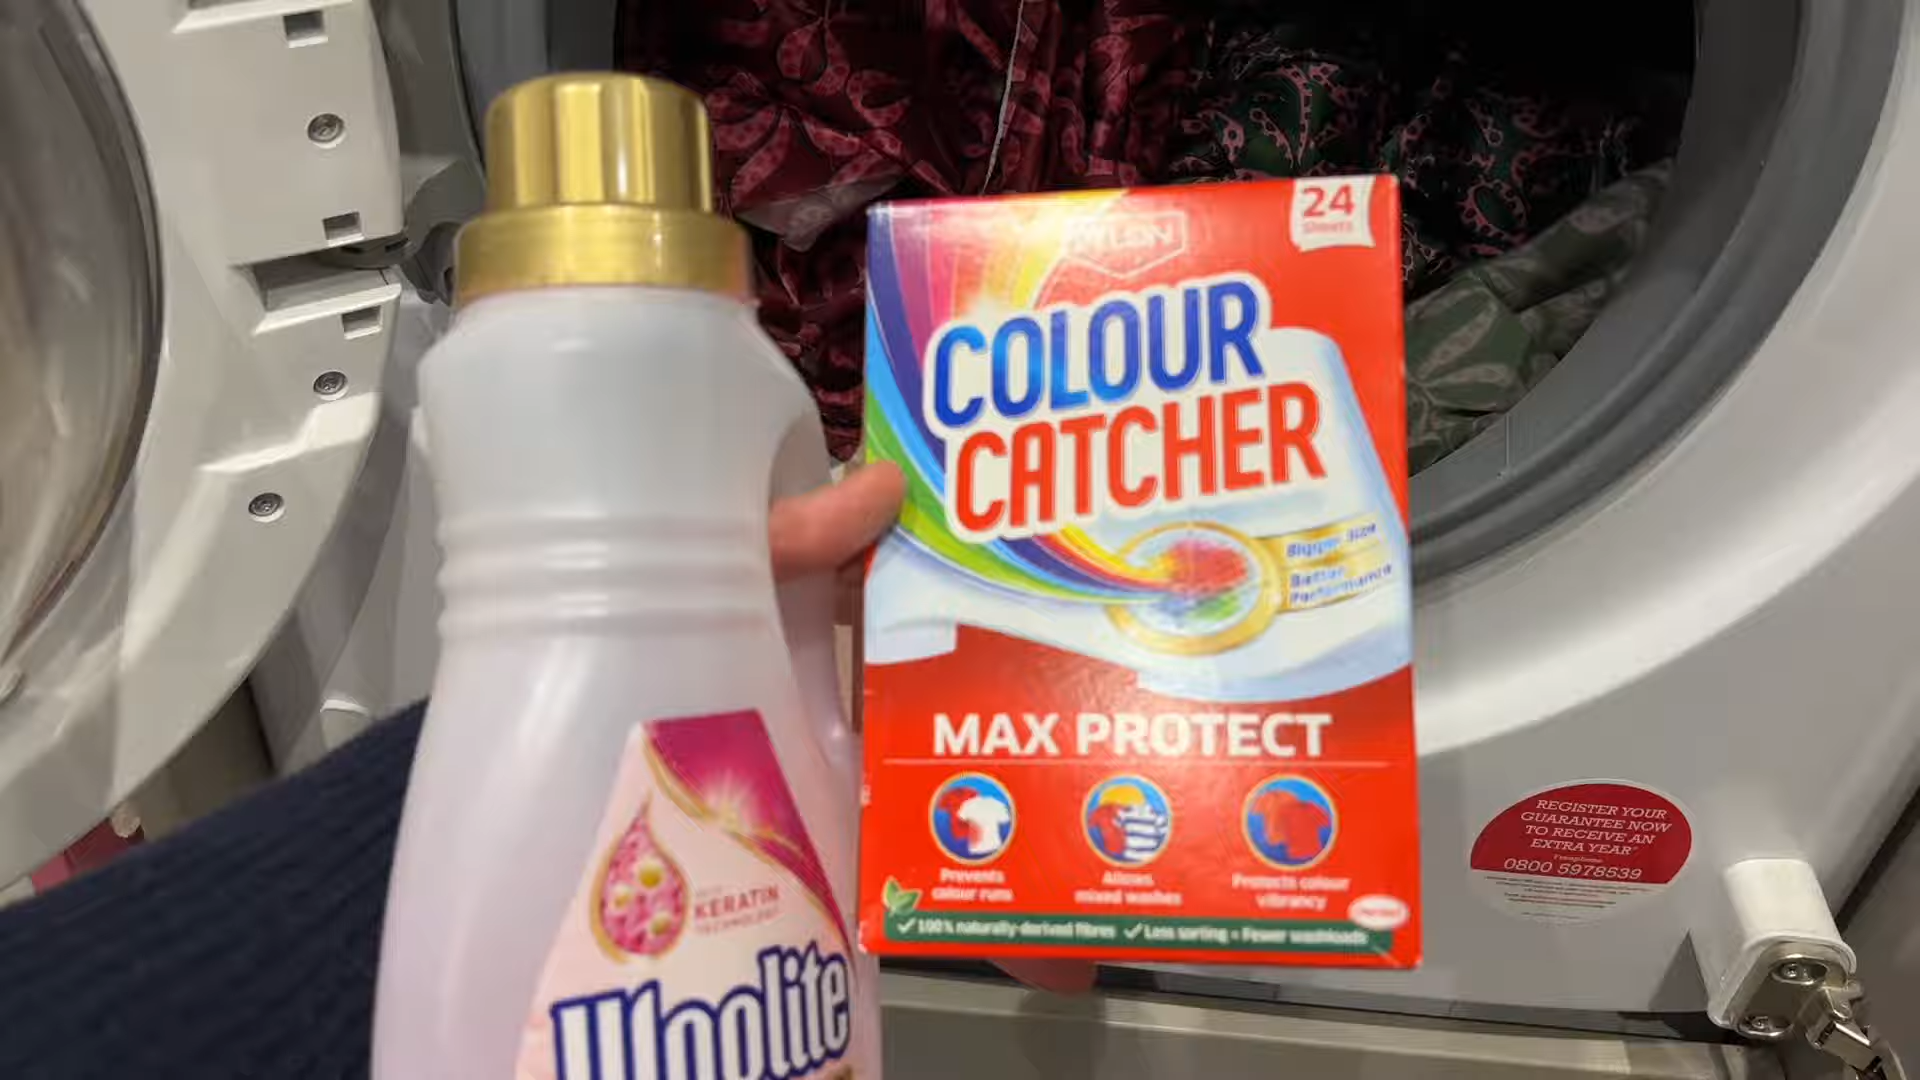 24
Sheets
COLOUR
CATCHER
Bigger Size
Better
Performance
MAX PROTECT
Prevents
colour runs
Allows
mixed washes
Protects colour
vibrancy
100% naturally-derived fibres Less sorting = Fewer washloads
KERATIN
TECHNOLOGY
Woolite
REGISTER YOUR
GUARANTEE NOW
TO RECEIVE AN
EXTRA YEAR*
0800 5978539